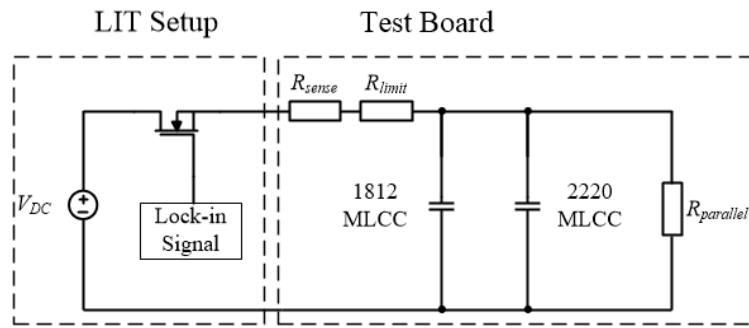 LIT Setup
Test Board
R_sense
R_limit
V_DC
Lock-in
Signal
1812
MLCC
2220
MLCC
R_parallel